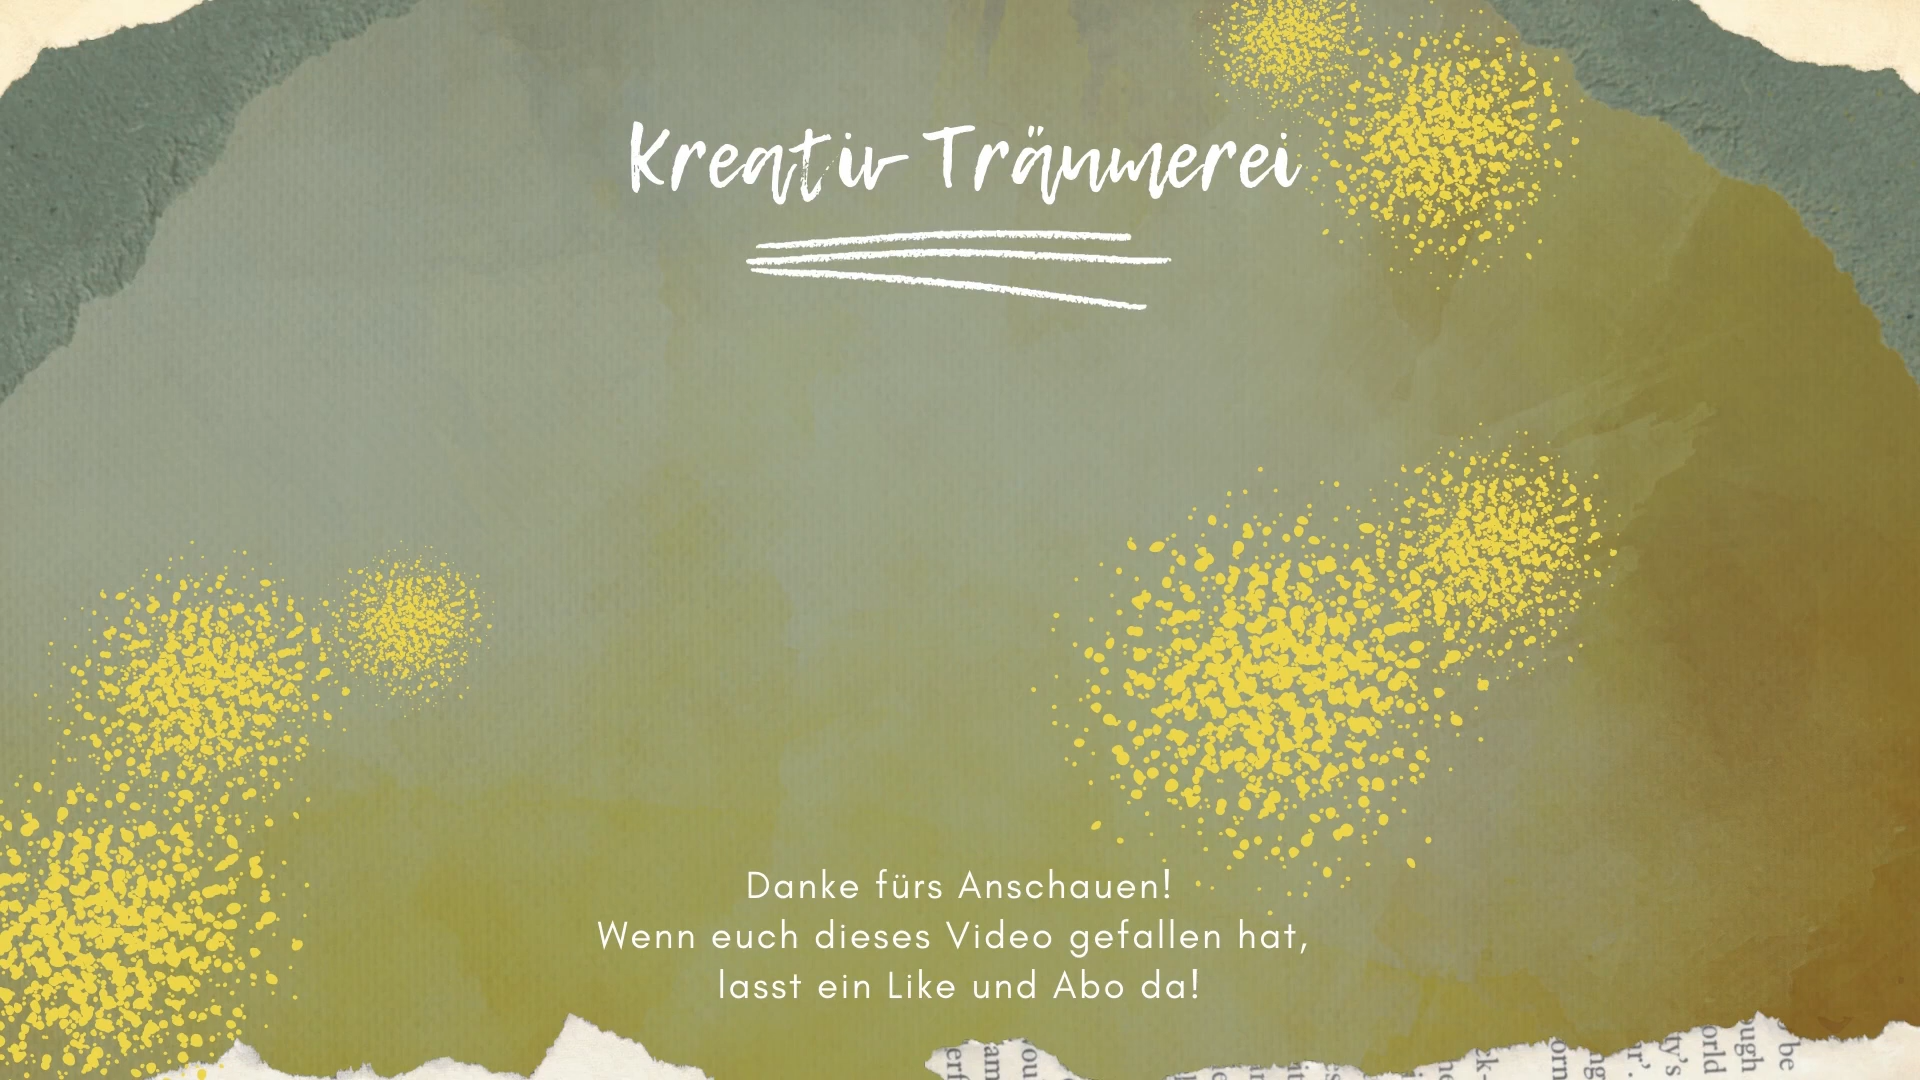 Kreativ Träumerei
Danke fürs Anschauen!
Wenn euch dieses Video gefallen hat,
lasst ein Like und Abo da!